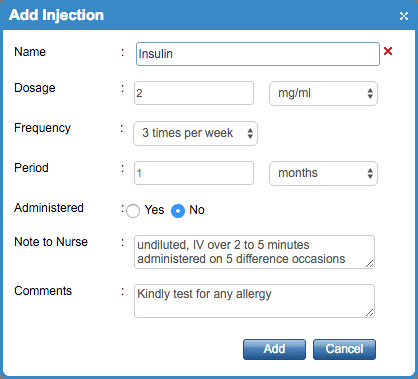 Add Injection
Name : Insulin
Dosage : 2 mg/ml
Frequency : 3 times per week
Period : 1 months
Administered : Yes No
Note to Nurse : undiluted, IV over 2 to 5 minutes
administered on 5 difference occasions
Comments : Kindly test for any allergy
Add Cancel